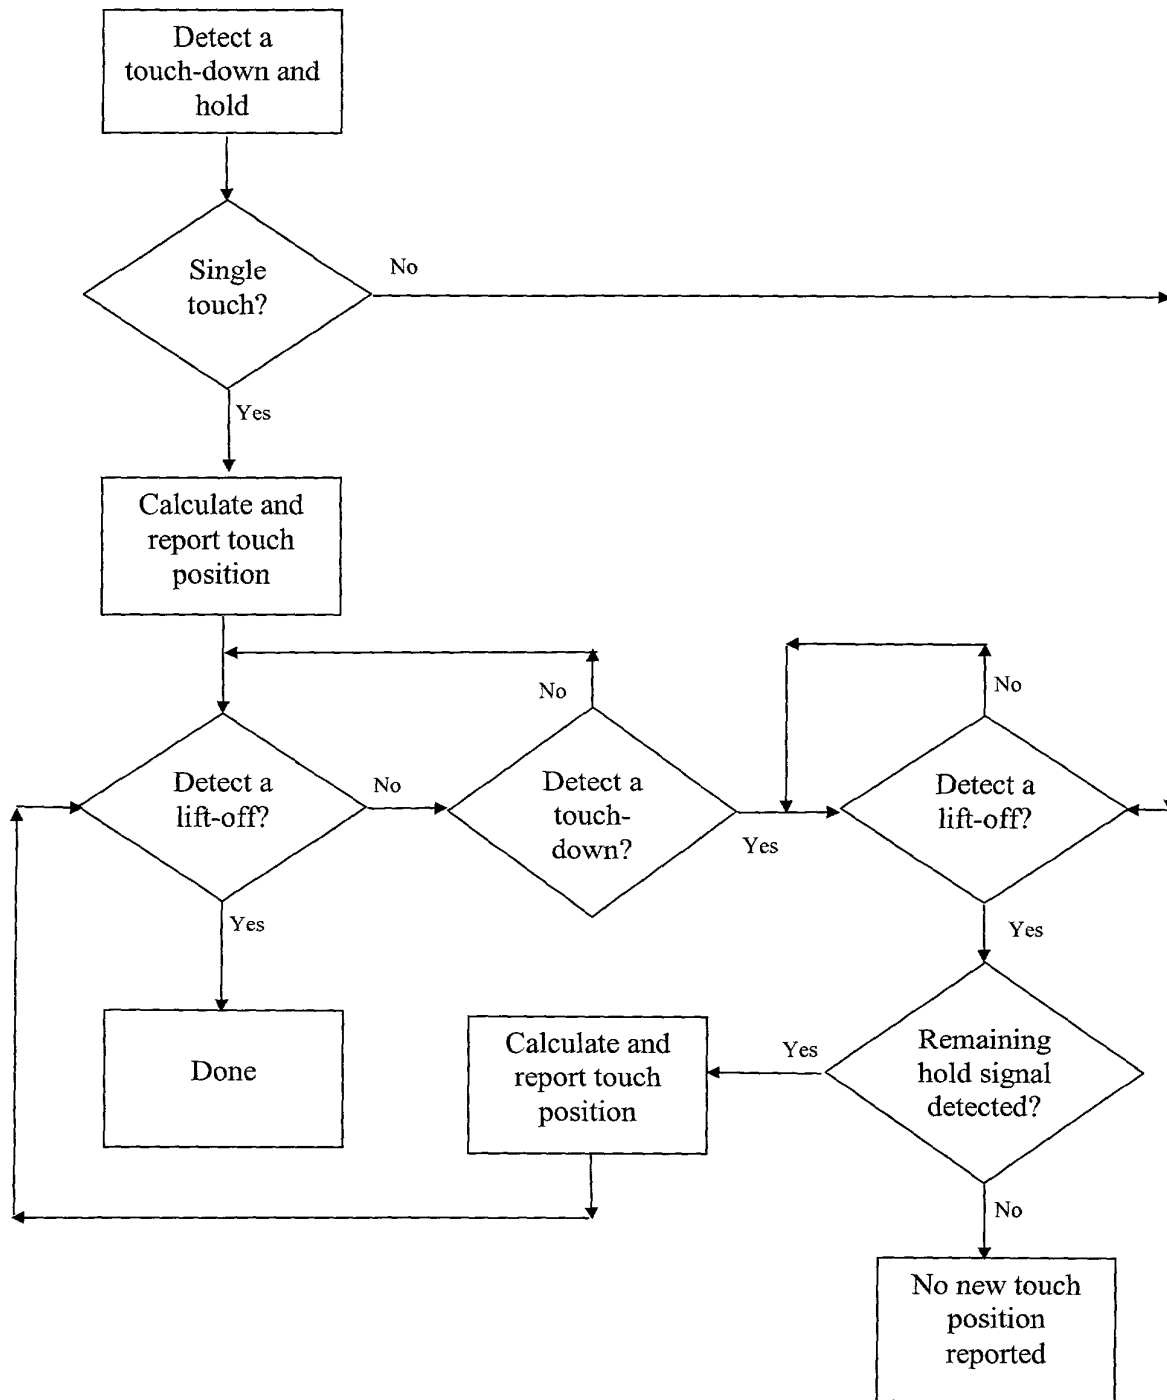 Detect a
touch-down and
hold
Single
touch?
No
Yes
Calculate and
report touch
position
No
No
Detect a
lift-off?
No
Detect a
touch-
down?
Yes
Detect a
lift-off?
Yes
Yes
Done
Calculate and
report touch
position
Yes
Remaining
hold signal
detected?
No
No new touch
position
reported